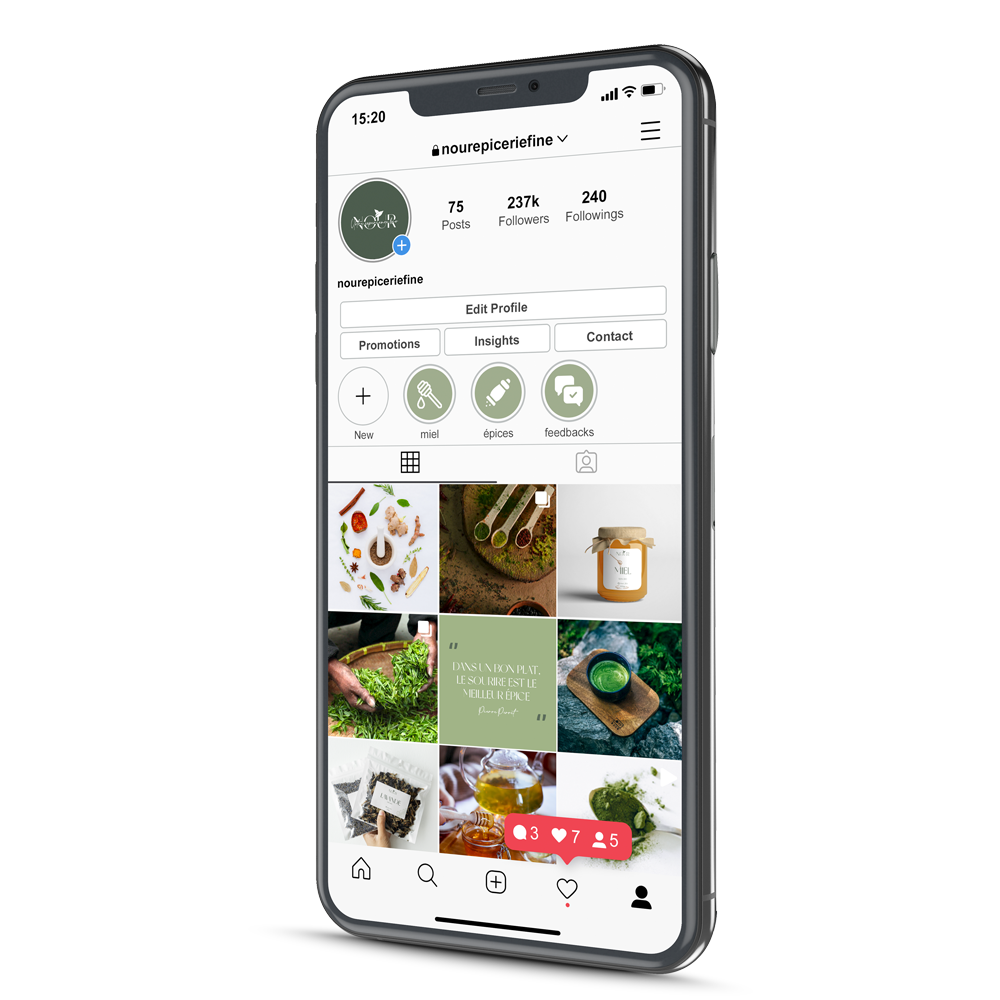 15:20
nourepiceriefine
NOUR
75
Posts
237k
Followers
240
Followings
nourepiceriefine
Edit Profile
Promotions
Insights
Contact
New
miel
épices
feedbacks
MIEL
"
DANS UN BON PLAT,
LE SOURIRE EST LE
MEILLEUR ÉPICE
"
LAVANDE
3
7
5